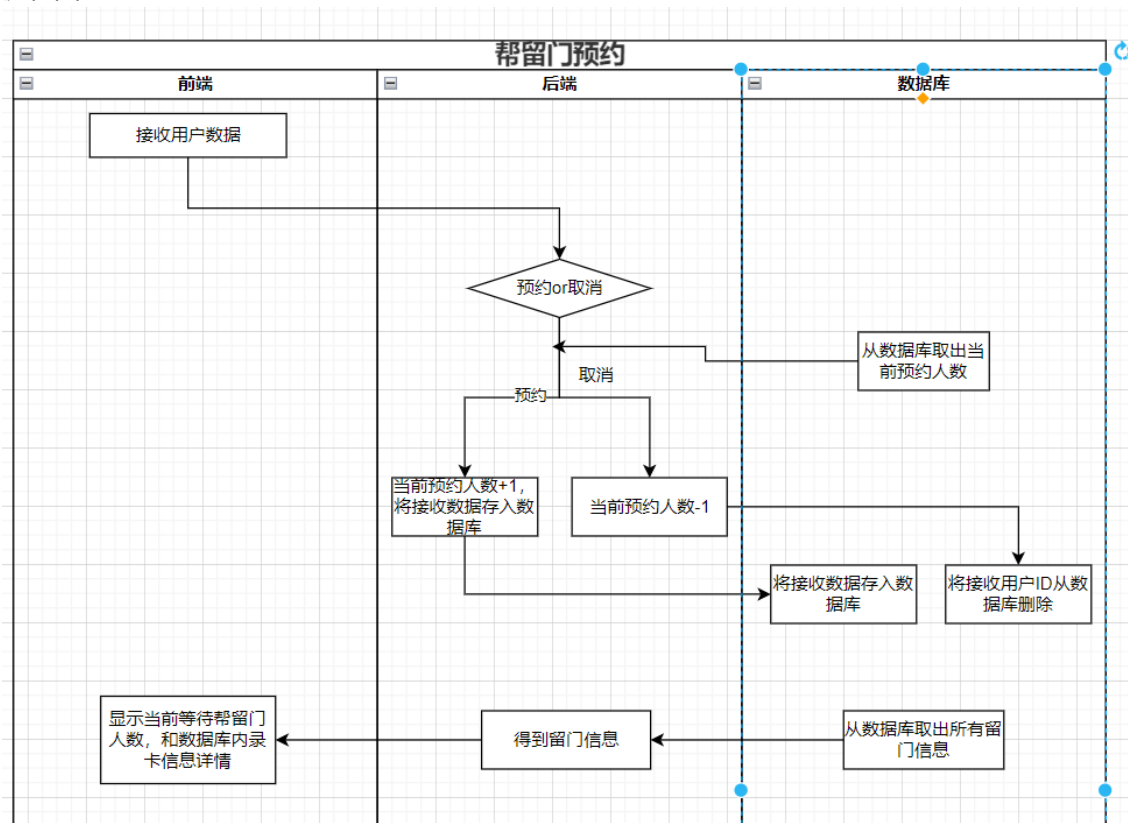 帮留门预约
前端
后端
数据库
接收用户数据
预约or取消
从数据库取出当
前预约人数
取消
预约
当前预约人数+1,
将接收数据存入数
据库
当前预约人数-1
将接收数据存入数
据库
将接收用户ID从数
据库删除
显示当前等待帮留门
人数，和数据库内录
卡信息详情
得到留门信息
从数据库取出所有留
门信息